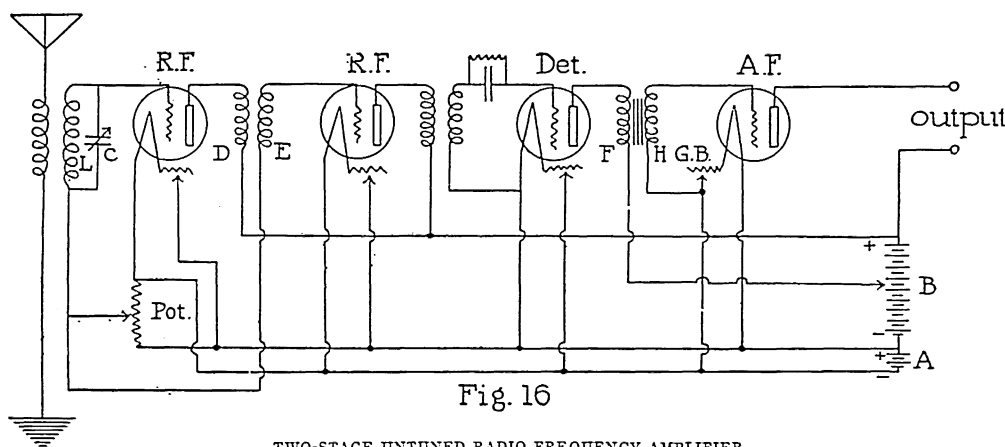 R.F.
R.F.
Det.
A.F.
output
L
C
D
E
F
H
G.B.
Pot.
+
B
-
+
A
-
Fig. 16
TWO-STAGE UNTUNED RADIO FREQUENCY AMPLIFIER